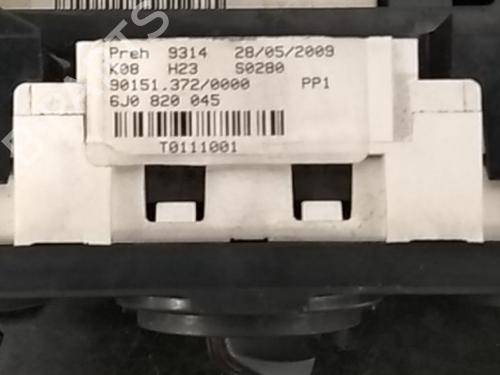 Preh 9314 28/05/2009
K08 H23 S0280
90151.372/0000 PP1
6J0 820 045
T0111001